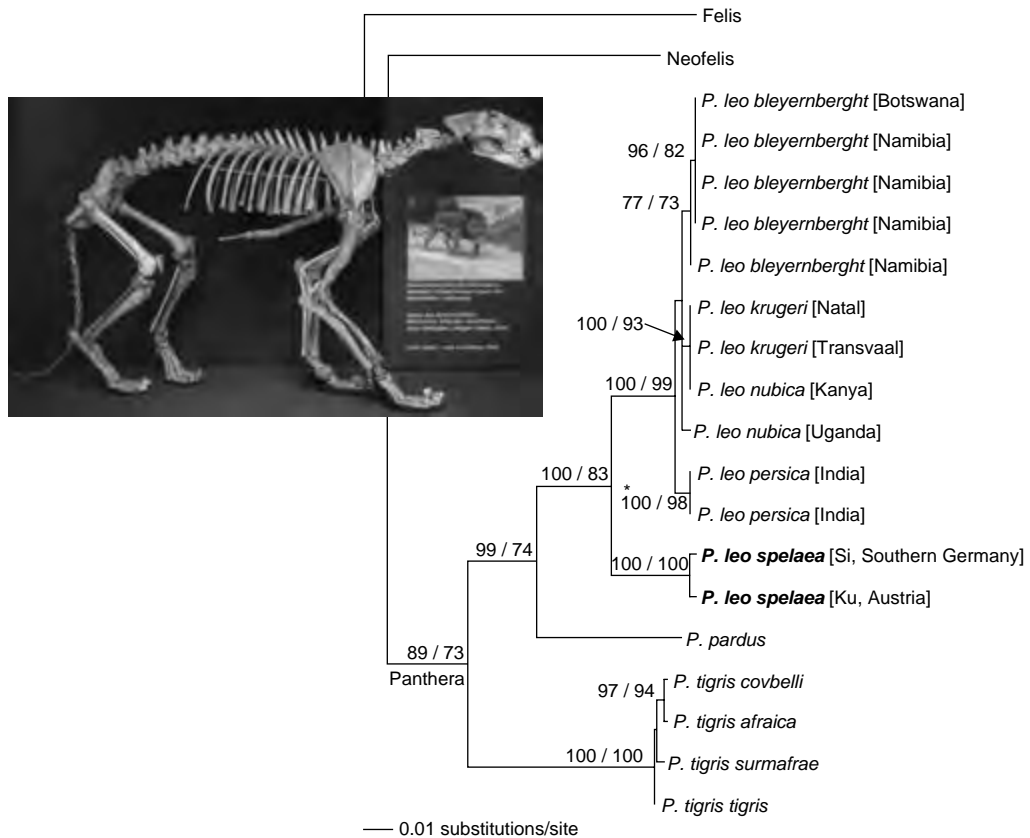 Felis
Neofelis
P. leo bleyernberght [Botswana]
P. leo bleyernberght [Namibia]
96 / 82
P. leo bleyernberght [Namibia]
77 / 73
P. leo bleyernberght [Namibia]
P. leo bleyernberght [Namibia]
P. leo krugeri [Natal]
100 / 93
P. leo krugeri [Transvaal]
100 / 99
P. leo nubica [Kanya]
P. leo nubica [Uganda]
100 / 83
P. leo persica [India]
*
100 / 98
P. leo persica [India]
99 / 74
P. leo spelaea [Si, Southern Germany]
100 / 100
P. leo spelaea [Ku, Austria]
P. pardus
89 / 73
Panthera
P. tigris covbelli
97 / 94
P. tigris afraica
100 / 100
P. tigris surmafrae
P. tigris tigris
0.01 substitutions/site